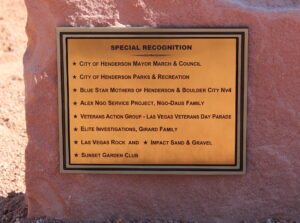 SPECIAL RECOGNITION
★ CITY OF HENDERSON MAYOR MARCH & COUNCIL
★ CITY OF HENDERSON PARKS & RECREATION
★ BLUE STAR MOTHERS OF HENDERSON & BOULDER CITY NV4
★ ALEX NGO SERVICE PROJECT, NGO-DAUS FAMILY
★ VETERANS ACTION GROUP - LAS VEGAS VETERANS DAY PARADE
★ ELITE INVESTIGATIONS, GIRARD FAMILY
★ LAS VEGAS ROCK AND ★ IMPACT SAND & GRAVEL
★ SUNSET GARDEN CLUB